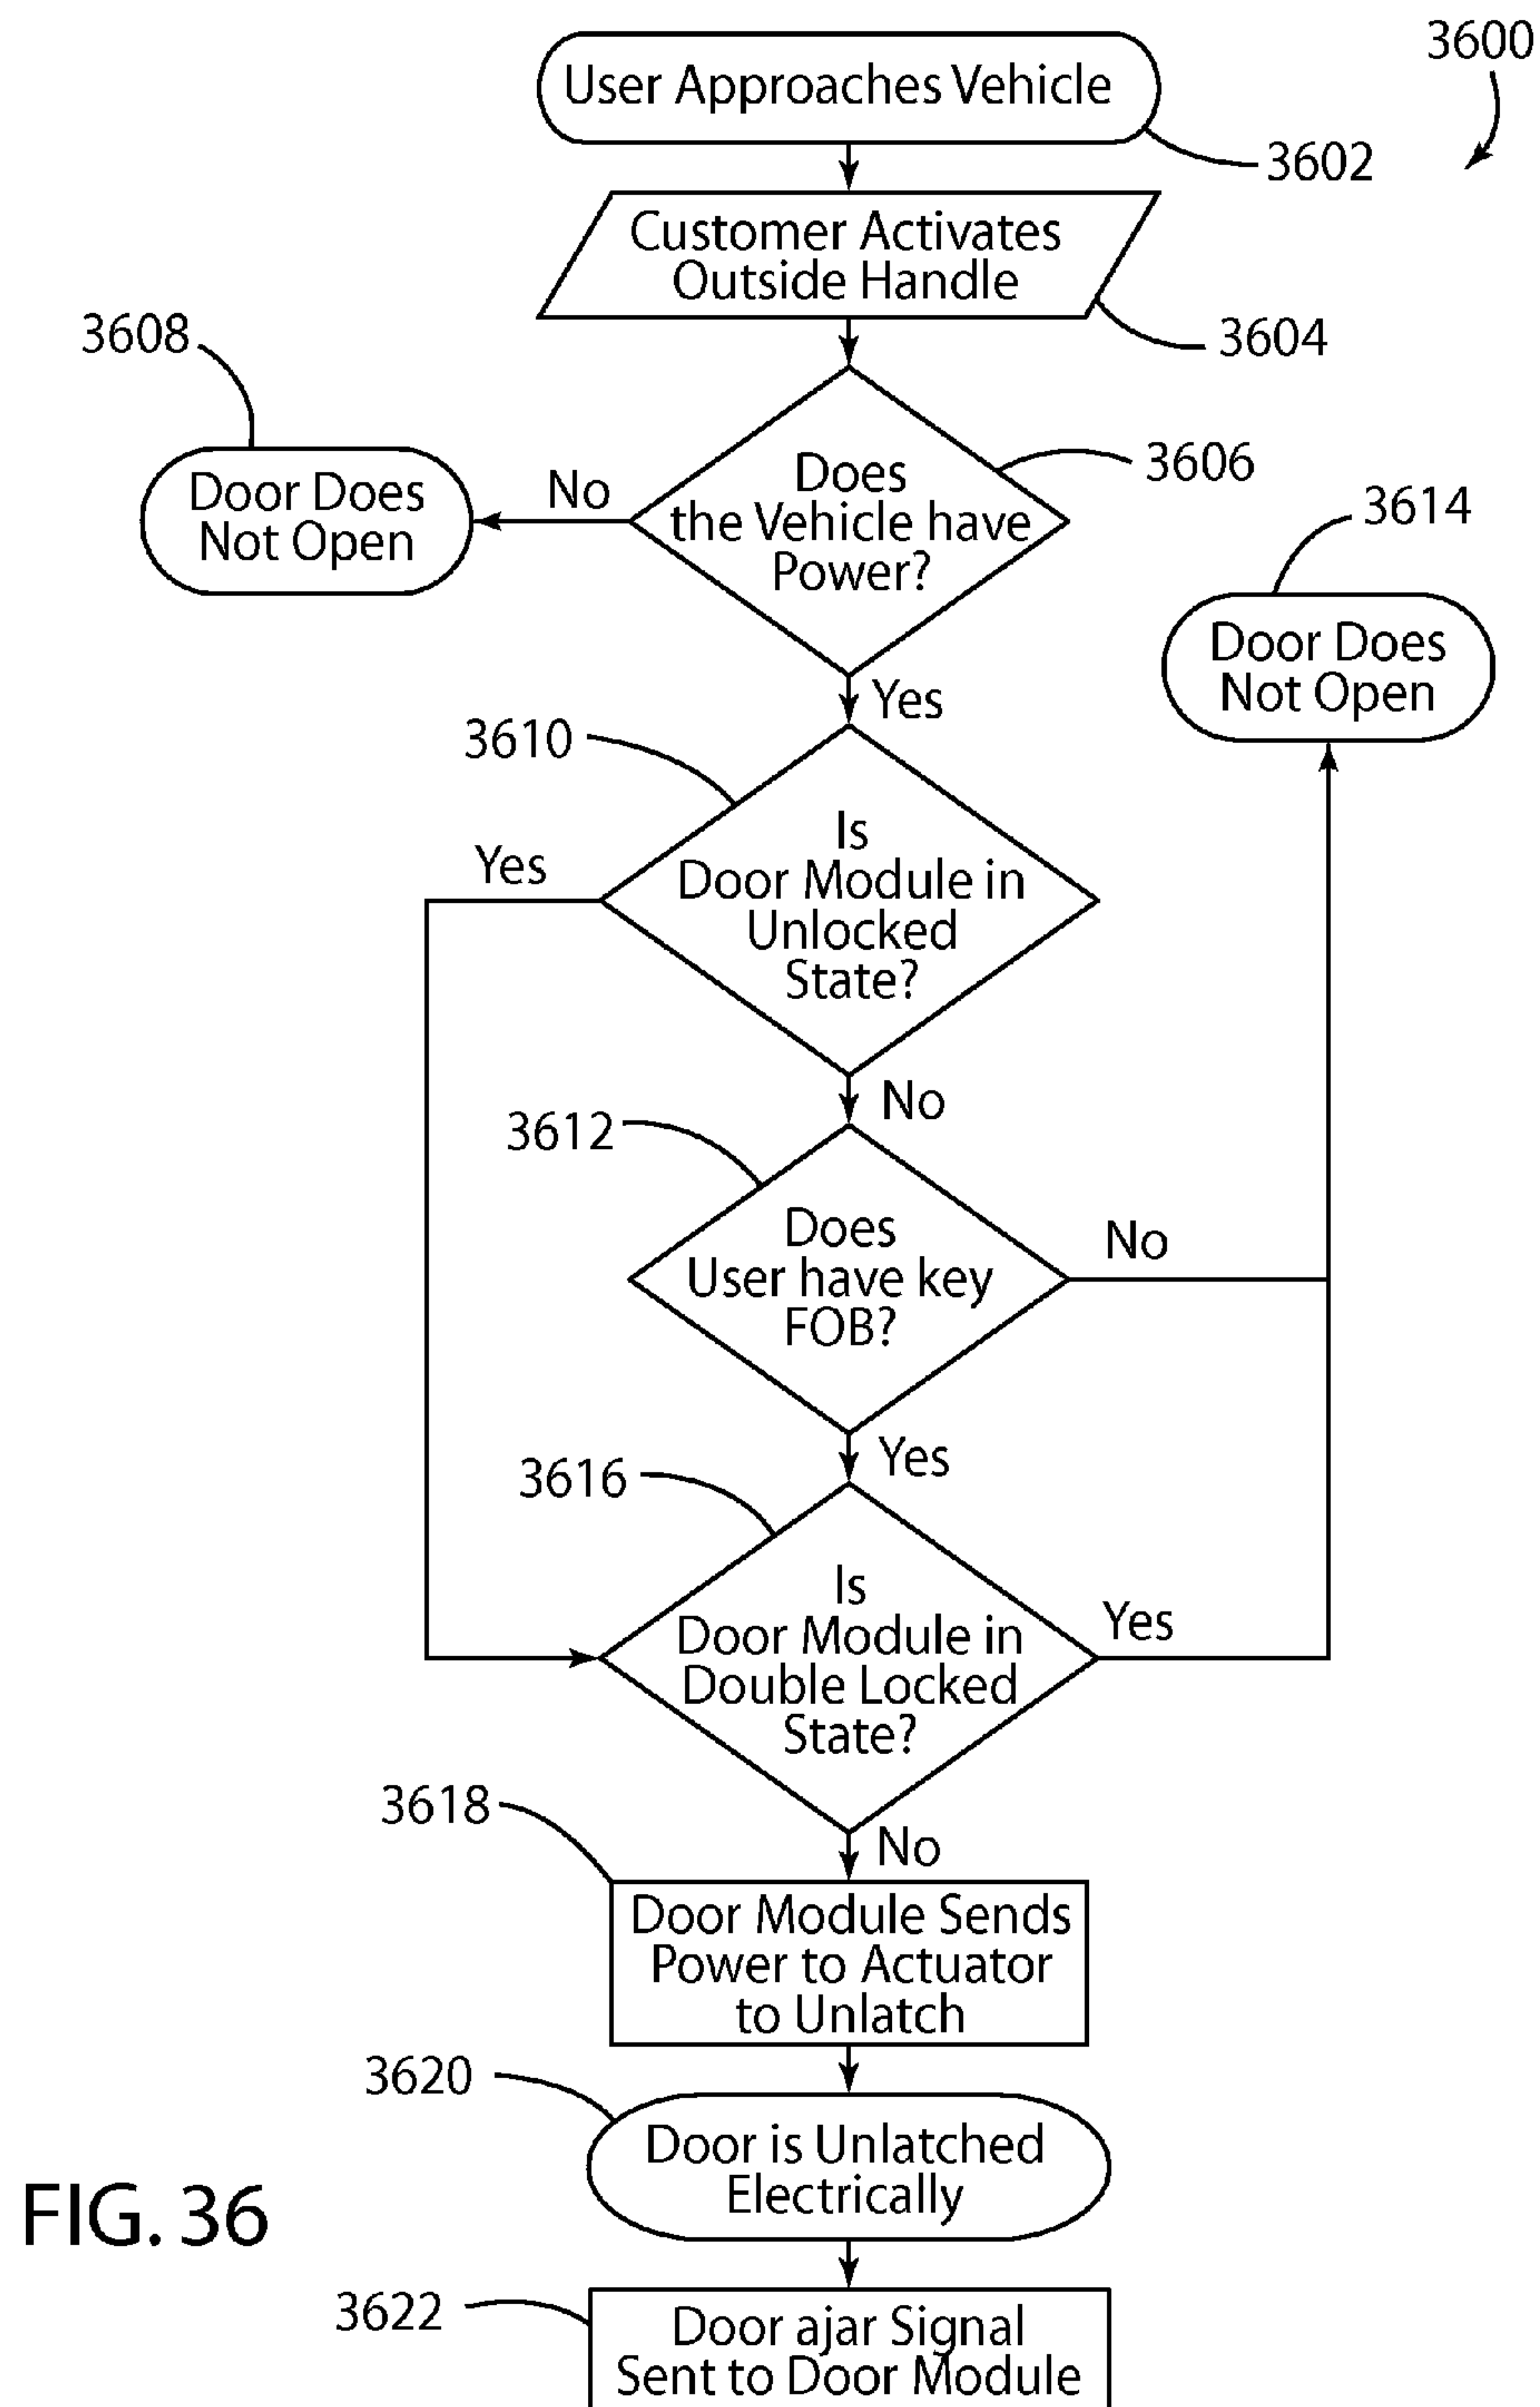 3600
User Approaches Vehicle
3602
Customer Activates
Outside Handle
3604
3608
Door Does
Not Open
No
Does
the Vehicle have
Power?
3606
3614
Door Does
Not Open
Yes
3610
Yes
Is
Door Module in
Unlocked
State?
No
3612
Does
User have key
FOB?
No
Yes
3616
Is
Door Module in
Double Locked
State?
Yes
No
3618
Door Module Sends
Power to Actuator
to Unlatch
3620
Door is Unlatched
Electrically
FIG. 36
3622
Door ajar Signal
Sent to Door Module